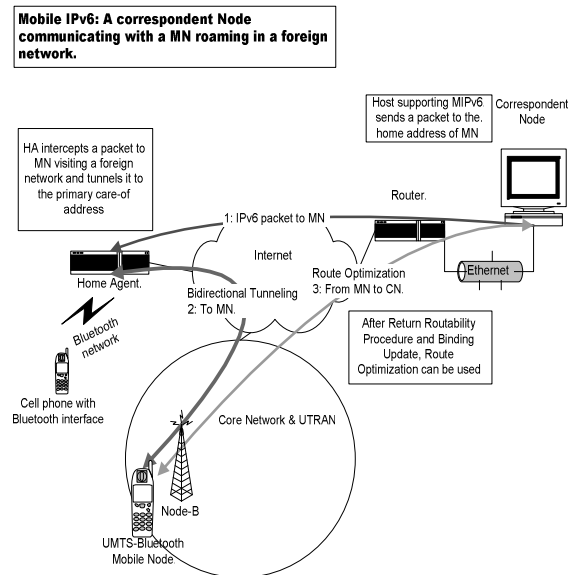 Mobile IPv6: A correspondent Node
communicating with a MN roaming in a foreign
network.
Host supporting MIPv6.
sends a packet to the.
home address of MN
Correspondent
Node
HA intercepts a packet to
MN visiting a foreign
network and tunnels it to
the primary care-of
address
Router.
1: IPv6 packet to MN
Internet
Ethernet
Home Agent.
Route Optimization
3: From MN to CN.
Bidirectional Tunneling
2: To MN.
Bluetooth
network
After Return Routability
Procedure and Binding
Update, Route
Optimization can be used
Cell phone with
Bluetooth interface
Core Network & UTRAN
Node-B
UMTS-Bluetooth
Mobile Node.